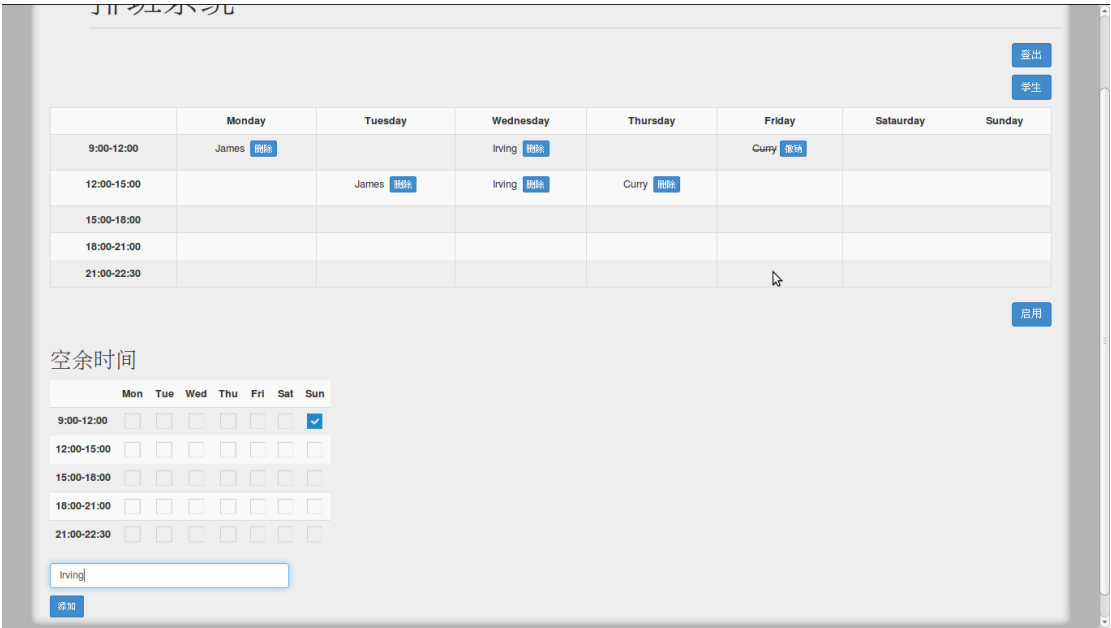 排班系统
登出
学生
Monday Tuesday Wednesday Thursday Friday Sataurday Sunday
9:00-12:00 James 删除 Irving 删除 Curry 撤销
12:00-15:00 James 删除 Irving 删除 Curry 删除
15:00-18:00
18:00-21:00
21:00-22:30
启用
空余时间
Mon Tue Wed Thu Fri Sat Sun
9:00-12:00
12:00-15:00
15:00-18:00
18:00-21:00
21:00-22:30
Irving
添加